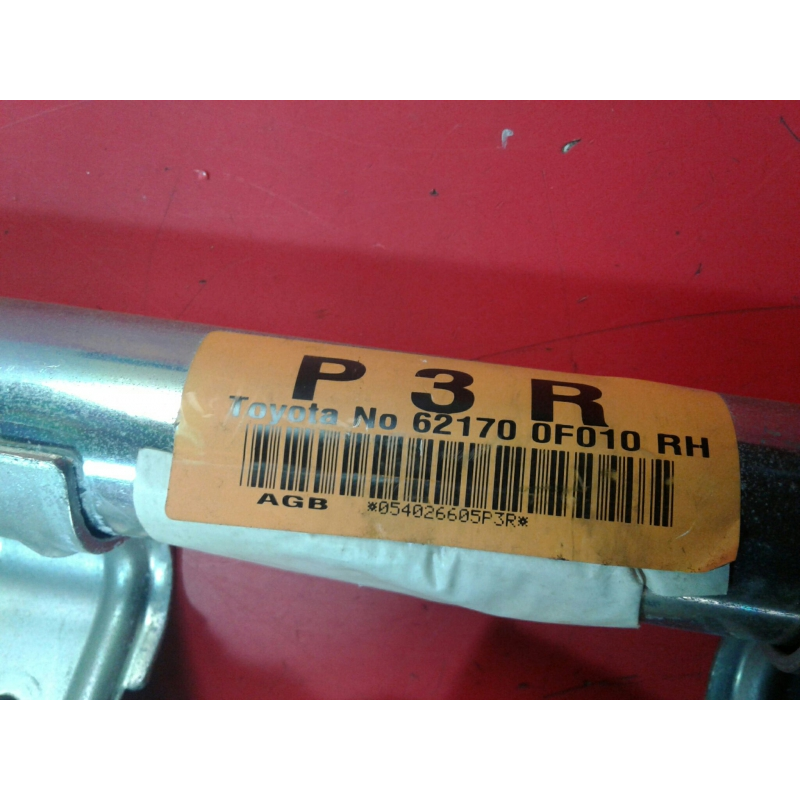 P 3 R
Toyota No 62170 0F010 RH
AGB *054026605P3R*